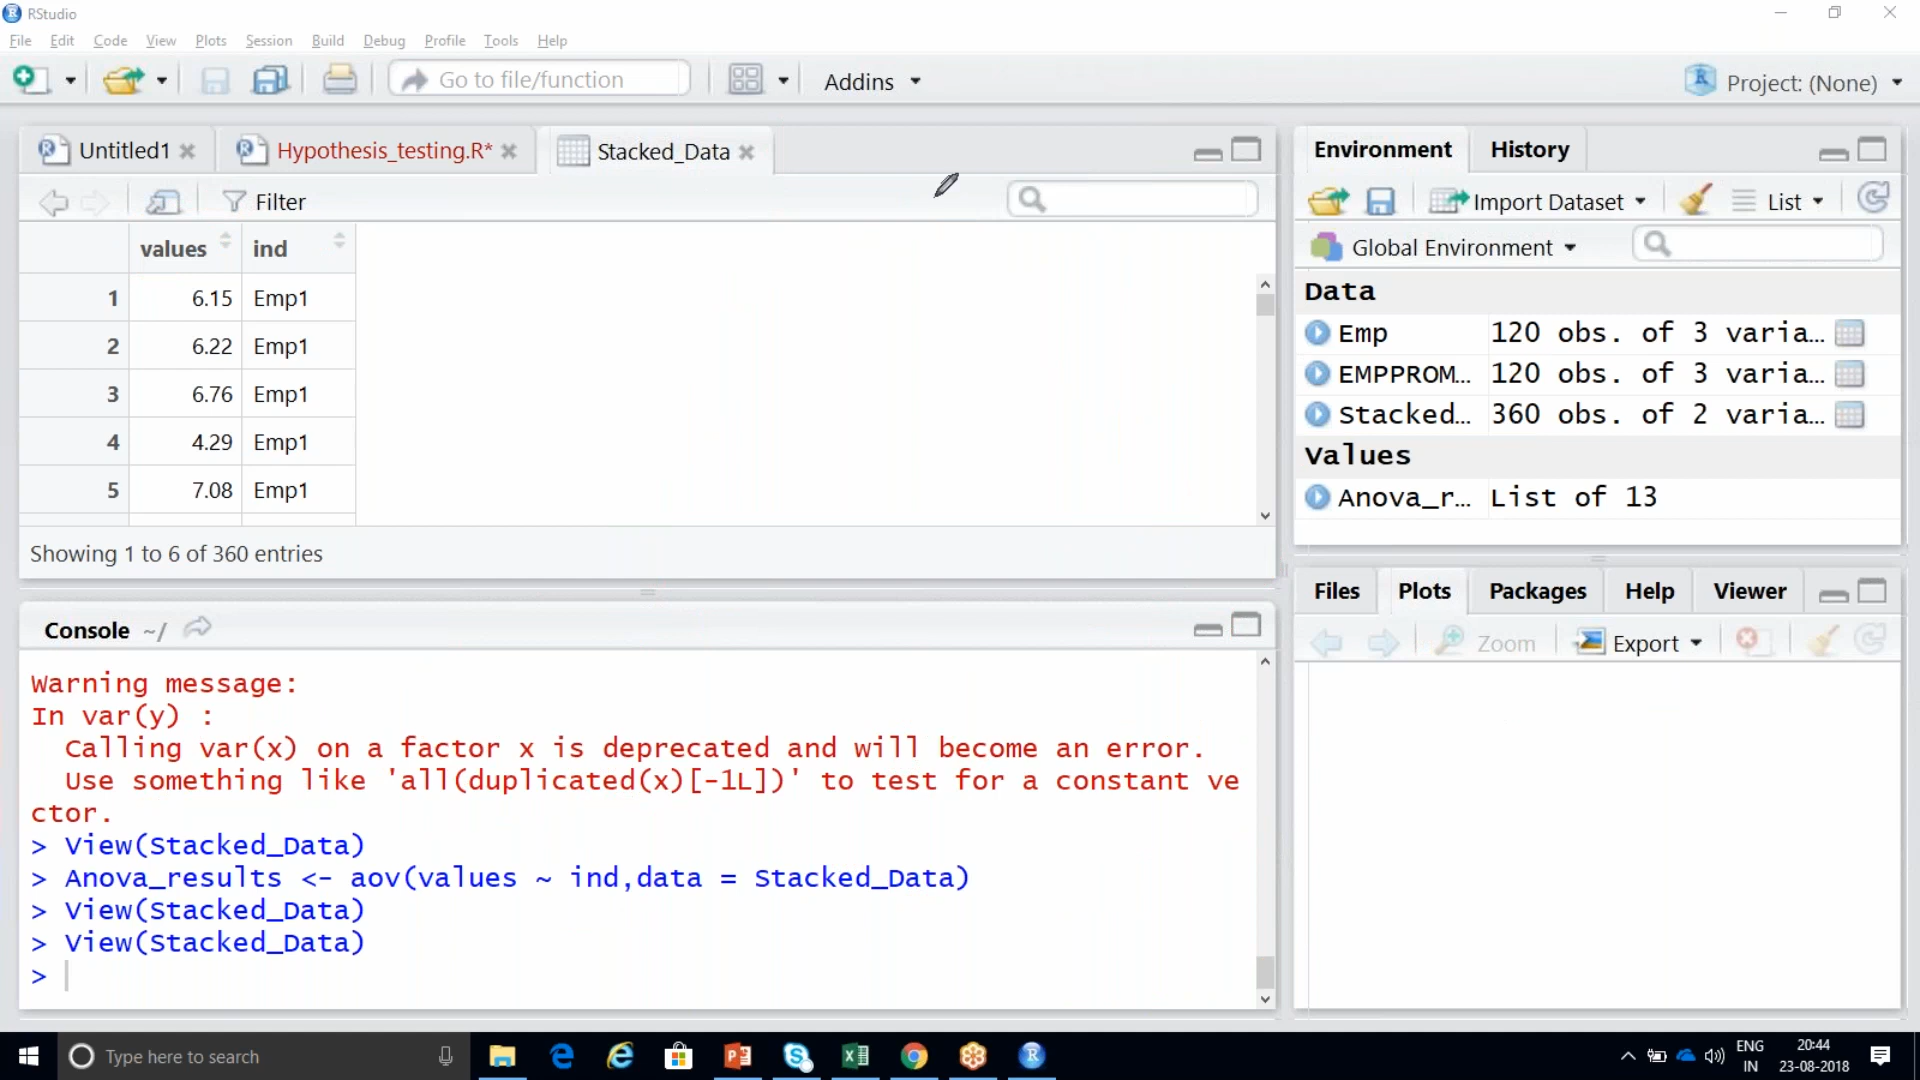 RStudio
File Edit Code View Plots Session Build Debug Profile Tools Help
Go to file/function Addins Project: (None)
Untitled1 Hypothesis_testing.R* Stacked_Data
Filter
values ind
1 6.15 Emp1
2 6.22 Emp1
3 6.76 Emp1
4 4.29 Emp1
5 7.08 Emp1
Showing 1 to 6 of 360 entries
Console ~/
Warning message:
In var(y) :
Calling var(x) on a factor x is deprecated and will become an error.
Use something like 'all(duplicated(x)[-1L])' to test for a constant ve
ctor.
> View(Stacked_Data)
> Anova_results <- aov(values ~ ind,data = Stacked_Data)
> View(Stacked_Data)
> View(Stacked_Data)
>
Environment History
Import Dataset List
Global Environment
Data
Emp 120 obs. of 3 varia...
EMPPROM... 120 obs. of 3 varia...
Stacked... 360 obs. of 2 varia...
Values
Anova_r... List of 13
Files Plots Packages Help Viewer
Zoom Export
Type here to search
ENG
IN
20:44
23-08-2018